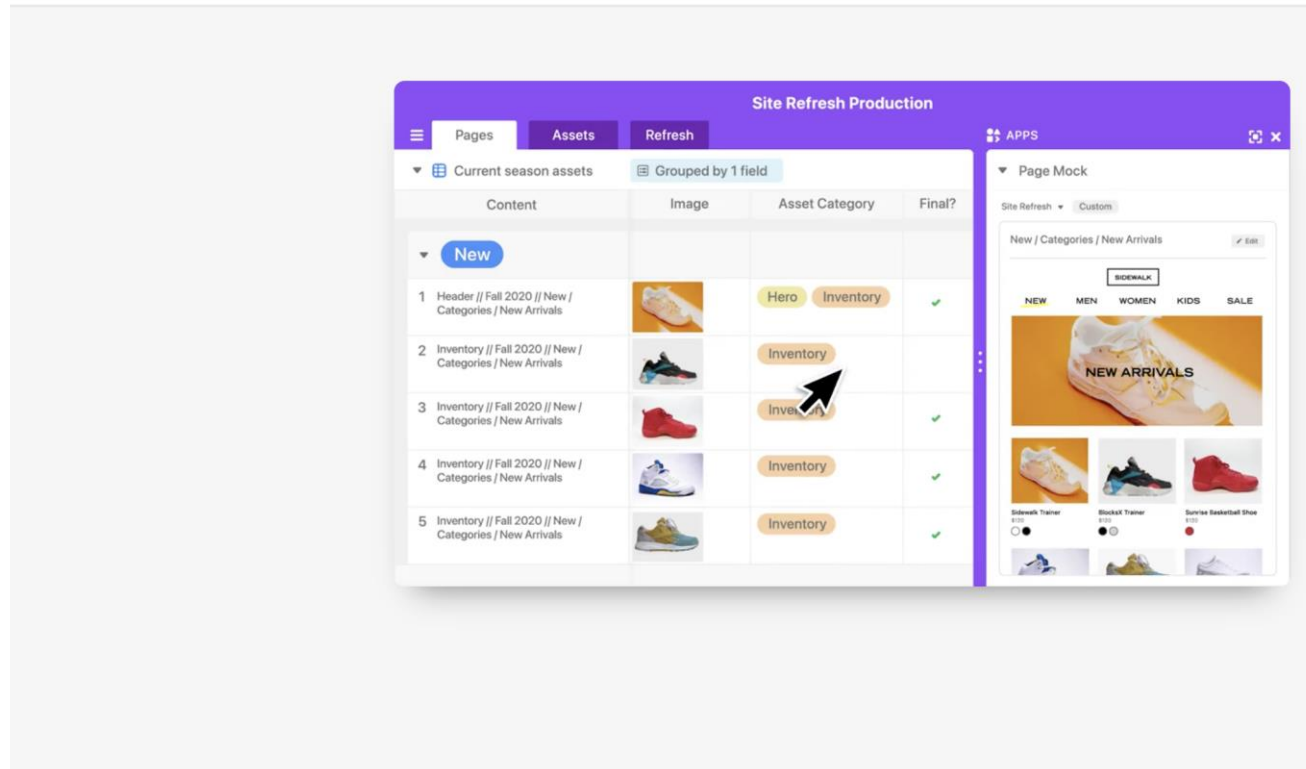 Site Refresh Production
Pages
Assets
Refresh
APPS
Current season assets
Grouped by 1 field
Content
Image
Asset Category
Final?
New
1
Header // Fall 2020 // New /
Categories / New Arrivals
Hero
Inventory
2
Inventory // Fall 2020 // New /
Categories / New Arrivals
Inventory
3
Inventory // Fall 2020 // New /
Categories / New Arrivals
Inventory
4
Inventory // Fall 2020 // New /
Categories / New Arrivals
Inventory
5
Inventory // Fall 2020 // New /
Categories / New Arrivals
Inventory
Page Mock
Site Refresh
Custom
New / Categories / New Arrivals
Edit
SIDEWALK
NEW
MEN
WOMEN
KIDS
SALE
NEW ARRIVALS
Sidewalk Trainer
$120
BlocksX Trainer
$120
Sunrise Basketball Shoe
$120